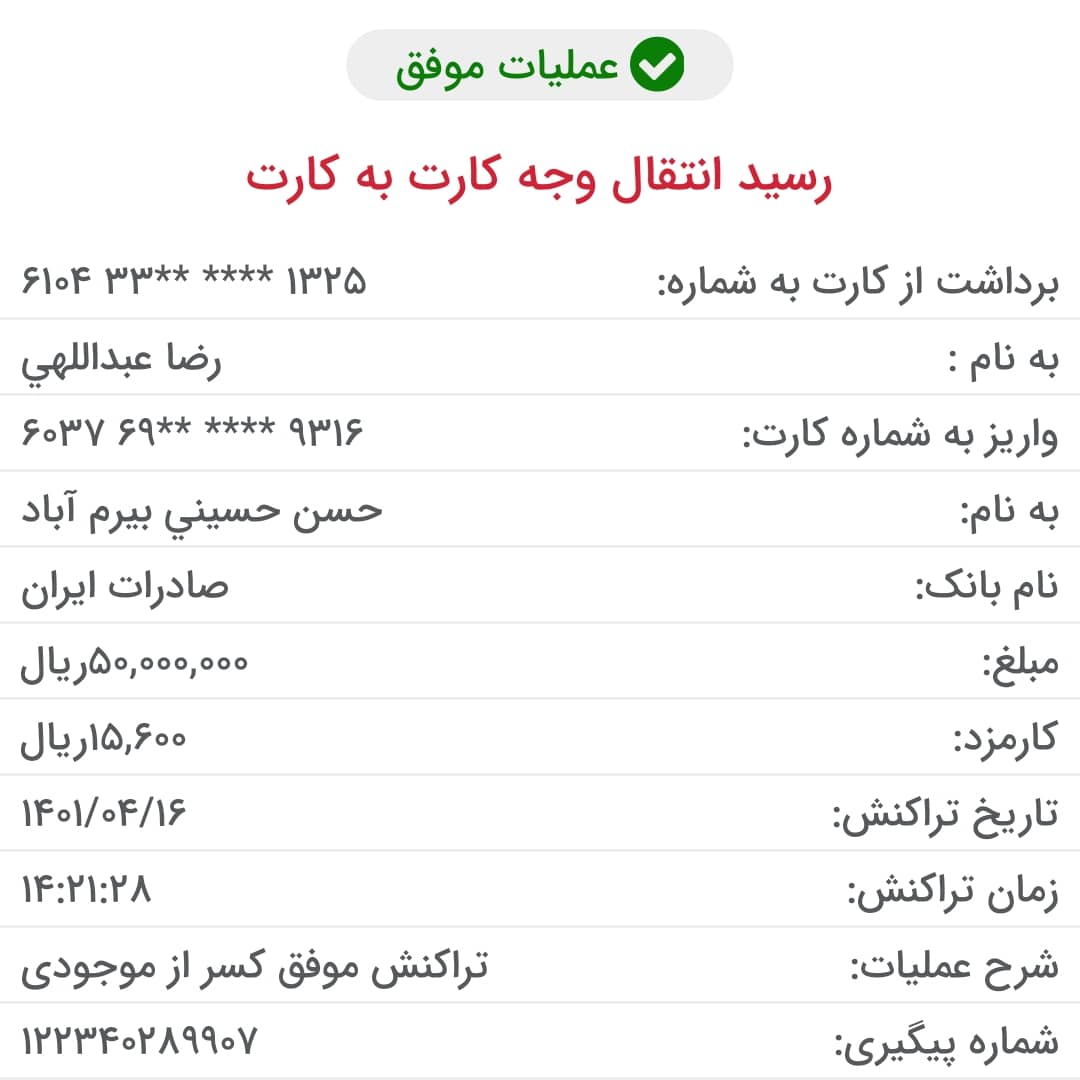 عملیات موفق
رسید انتقال وجه کارت به کارت
برداشت از کارت به شماره: ۶۱۰۴ ۳۳** **** ۱۳۲۵
به نام : رضا عبداللهي
واریز به شماره کارت: ۶۰۳۷ ۶۹** **** ۹۳۱۶
به نام: حسن حسيني بيرم آباد
نام بانک: صادرات ایران
مبلغ: ۵۰,۰۰۰,۰۰۰ریال
کارمزد: ۱۵,۶۰۰ریال
تاریخ تراکنش: ۱۴۰۱/۰۴/۱۶
زمان تراکنش: ۱۴:۲۱:۲۸
شرح عملیات: تراکنش موفق کسر از موجودی
شماره پیگیری: ۱۲۲۳۴۰۲۸۹۹۰۷